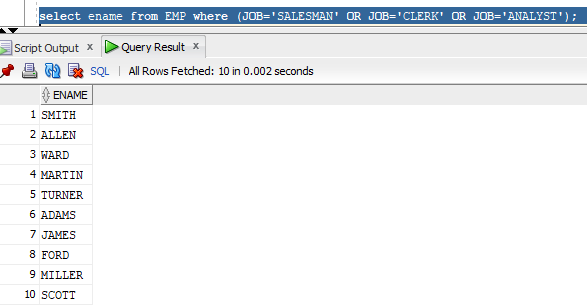 select ename from EMP where (JOB='SALESMAN' OR JOB='CLERK' OR JOB='ANALYST');
Script Output x Query Result x
SQL | All Rows Fetched: 10 in 0.002 seconds
ENAME
1 SMITH
2 ALLEN
3 WARD
4 MARTIN
5 TURNER
6 ADAMS
7 JAMES
8 FORD
9 MILLER
10 SCOTT